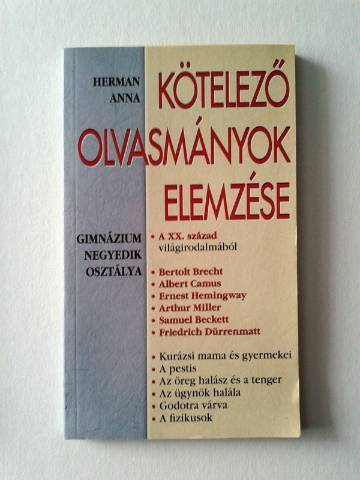 HERMAN
ANNA
KÖTELEZŐ
OLVASMÁNYOK
ELEMZÉSE
GIMNÁZIUM
NEGYEDIK
OSZTÁLYA
• A XX. század
világirodalmából
• Bertolt Brecht
• Albert Camus
• Ernest Hemingway
• Arthur Miller
• Samuel Beckett
• Friedrich Dürrenmatt
• Kurázsi mama és gyermekei
• A pestis
• Az öreg halász és a tenger
• Az ügynök halála
• Godotra várva
• A fizikusok